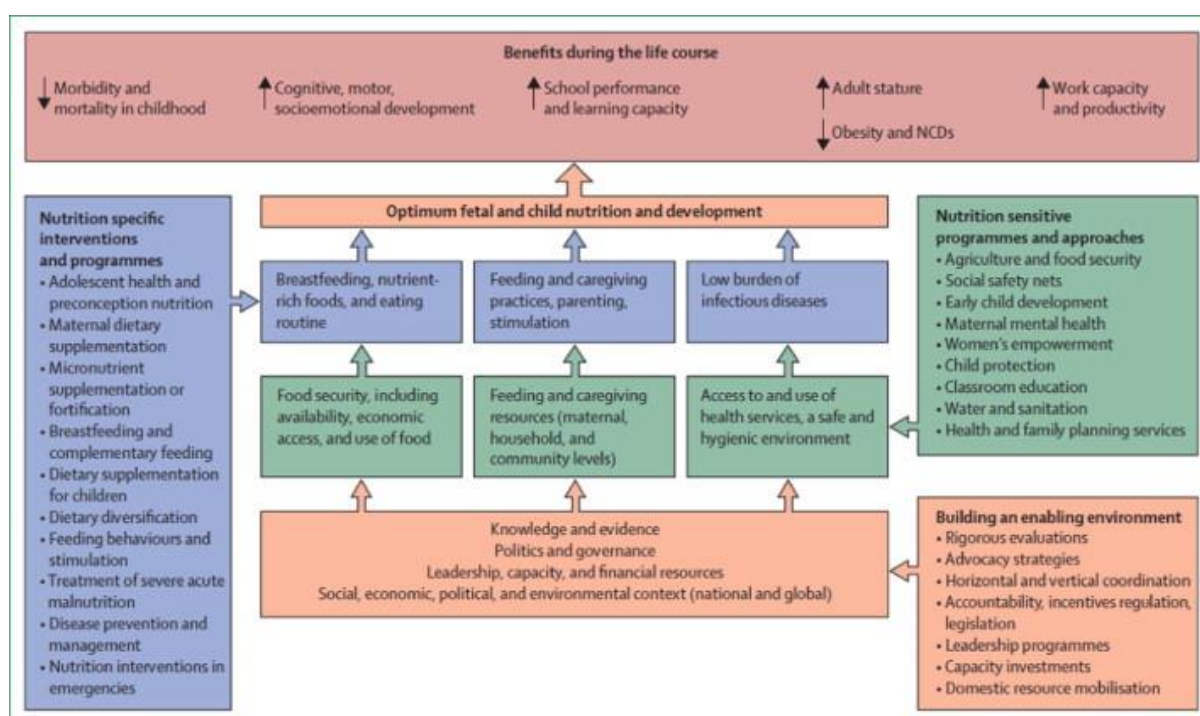 Benefits during the life course
Morbidity and
mortality in childhood
Cognitive, motor,
socioemotional development
School performance
and learning capacity
Adult stature
Obesity and NCDs
Work capacity
and productivity
Nutrition specific
interventions
and programmes
• Adolescent health and
preconception nutrition
• Maternal dietary
supplementation
• Micronutrient
supplementation or
fortification
• Breastfeeding and
complementary feeding
• Dietary supplementation
for children
• Dietary diversification
• Feeding behaviours and
stimulation
• Treatment of severe acute
malnutrition
• Disease prevention and
management
• Nutrition interventions in
emergencies
Optimum fetal and child nutrition and development
Breastfeeding, nutrient-
rich foods, and eating
routine
Feeding and caregiving
practices, parenting,
stimulation
Low burden of
infectious diseases
Food security, including
availability, economic
access, and use of food
Feeding and caregiving
resources (maternal,
household, and
community levels)
Access to and use of
health services, a safe and
hygienic environment
Knowledge and evidence
Politics and governance
Leadership, capacity, and financial resources
Social, economic, political, and environmental context (national and global)
Nutrition sensitive
programmes and approaches
• Agriculture and food security
• Social safety nets
• Early child development
• Maternal mental health
• Women's empowerment
• Child protection
• Classroom education
• Water and sanitation
• Health and family planning services
Building an enabling environment
• Rigorous evaluations
• Advocacy strategies
• Horizontal and vertical coordination
• Accountability, incentives regulation,
legislation
• Leadership programmes
• Capacity investments
• Domestic resource mobilisation